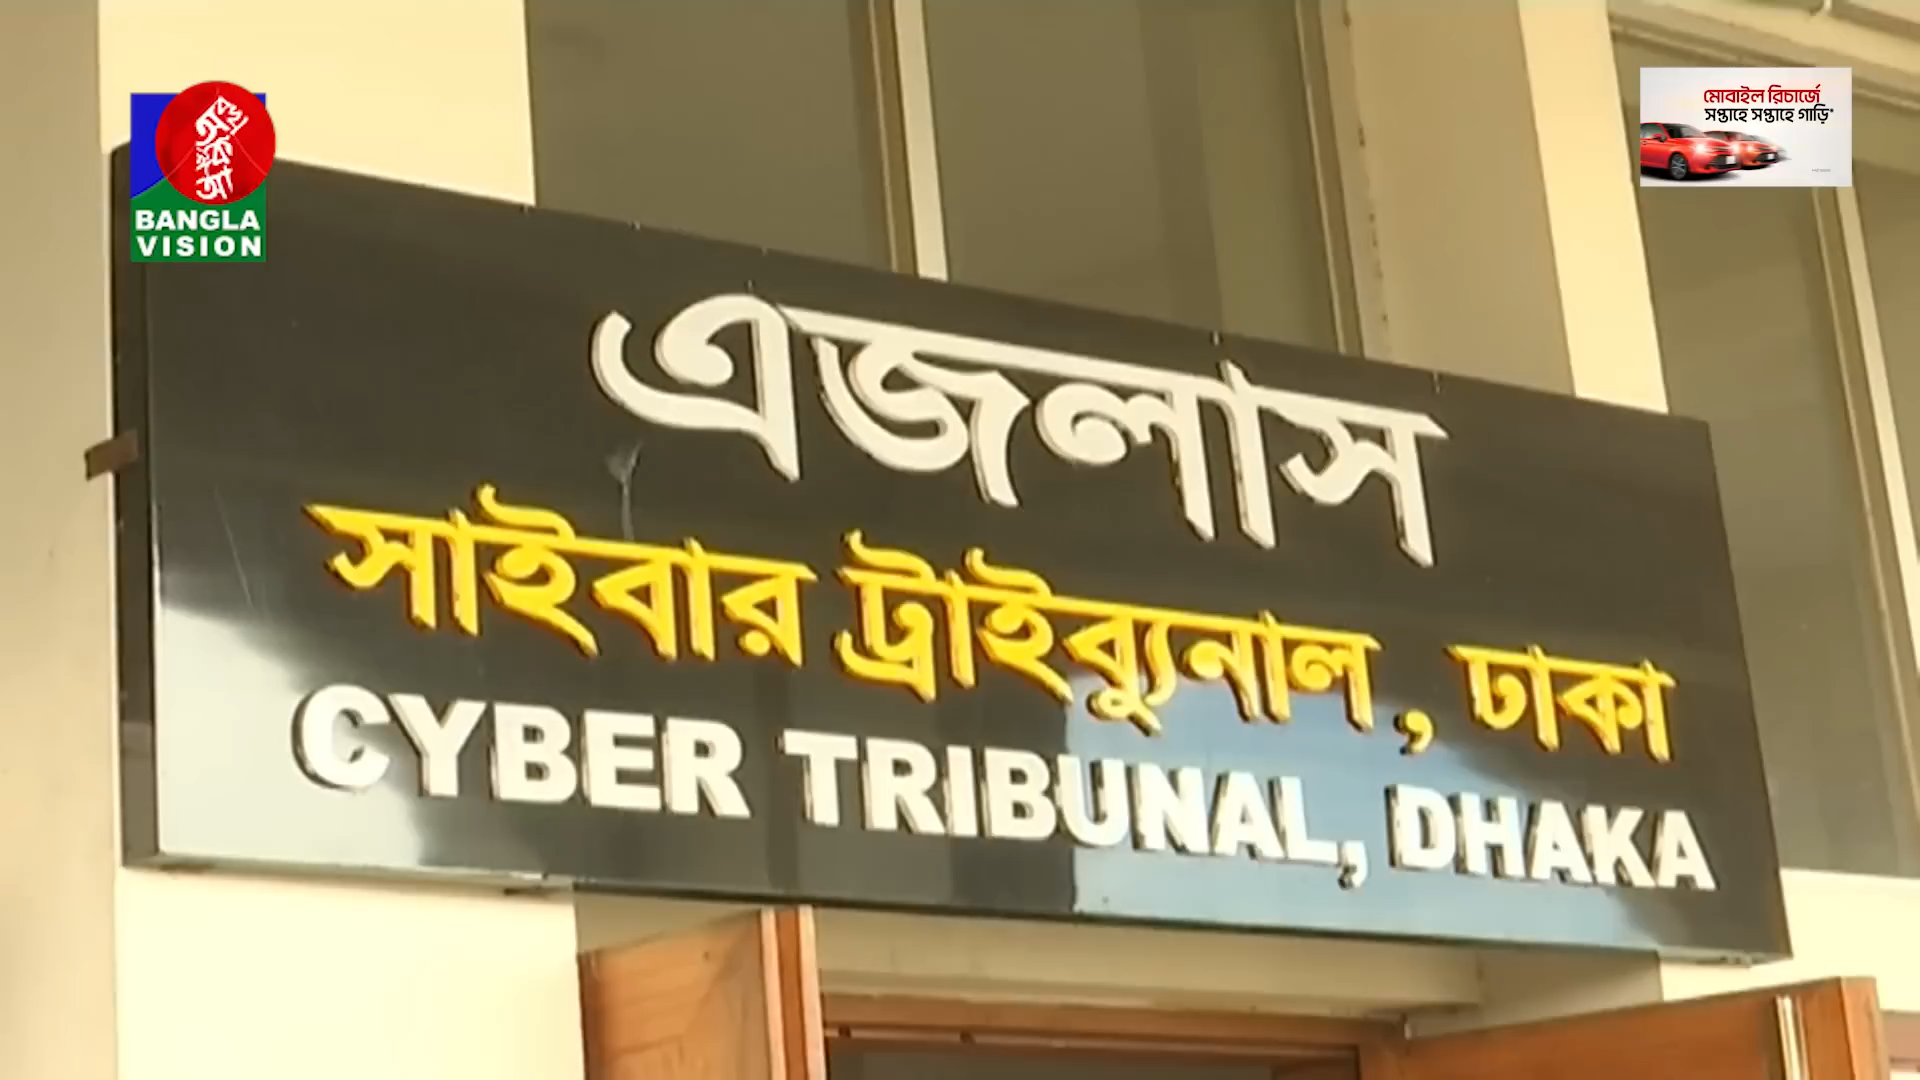 BANGLA
VISION
মোবাইল রিচার্জে
সপ্তাহে সপ্তাহে গাড়ি*
এজলাস
সাইবার ট্রাইব্যুনাল, ঢাকা
CYBER TRIBUNAL, DHAKA